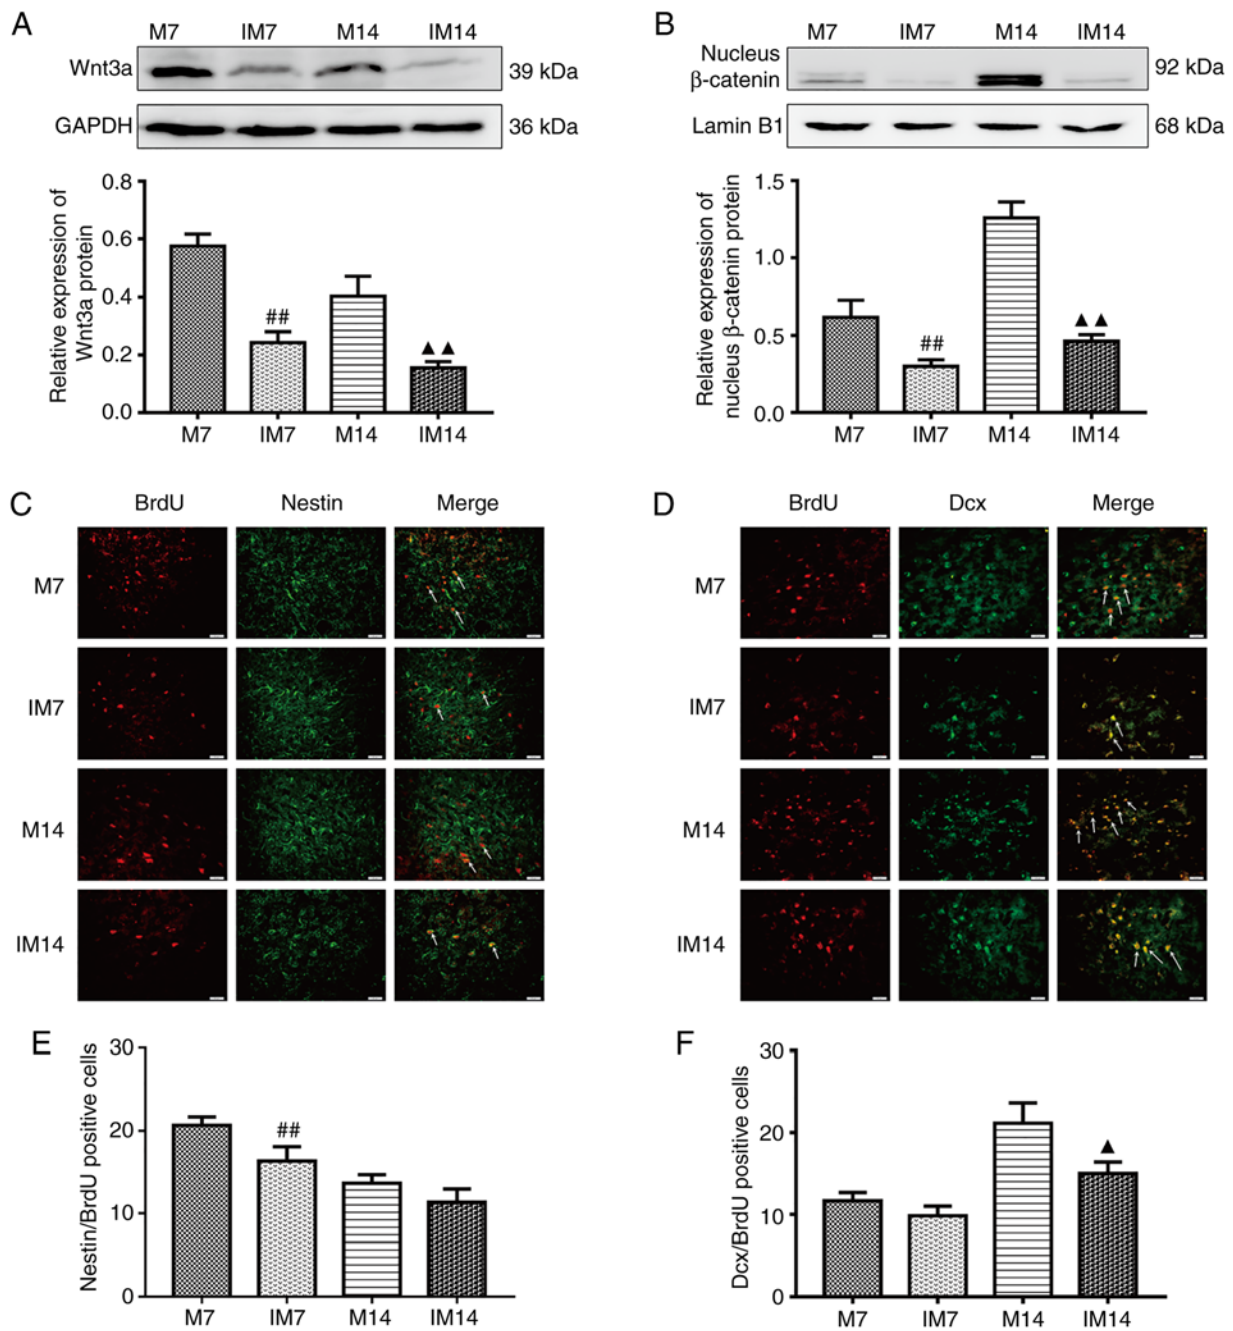 A
M7 IM7 M14 IM14
Wnt3a
39 kDa
GAPDH
36 kDa
Relative expression of
Wnt3a protein
0.8
0.6
0.4
0.2
0.0
##
▲▲
M7 IM7 M14 IM14
B
M7 IM7 M14 IM14
Nucleus
β-catenin
92 kDa
Lamin B1
68 kDa
Relative expression of
nucleus β-catenin protein
1.5
1.0
0.5
0.0
##
▲▲
M7 IM7 M14 IM14
C
BrdU Nestin Merge
M7
IM7
M14
IM14
D
BrdU Dcx Merge
M7
IM7
M14
IM14
E
Nestin/BrdU positive cells
30
20
10
0
##
M7 IM7 M14 IM14
F
Dcx/BrdU positive cells
30
20
10
0
▲
M7 IM7 M14 IM14